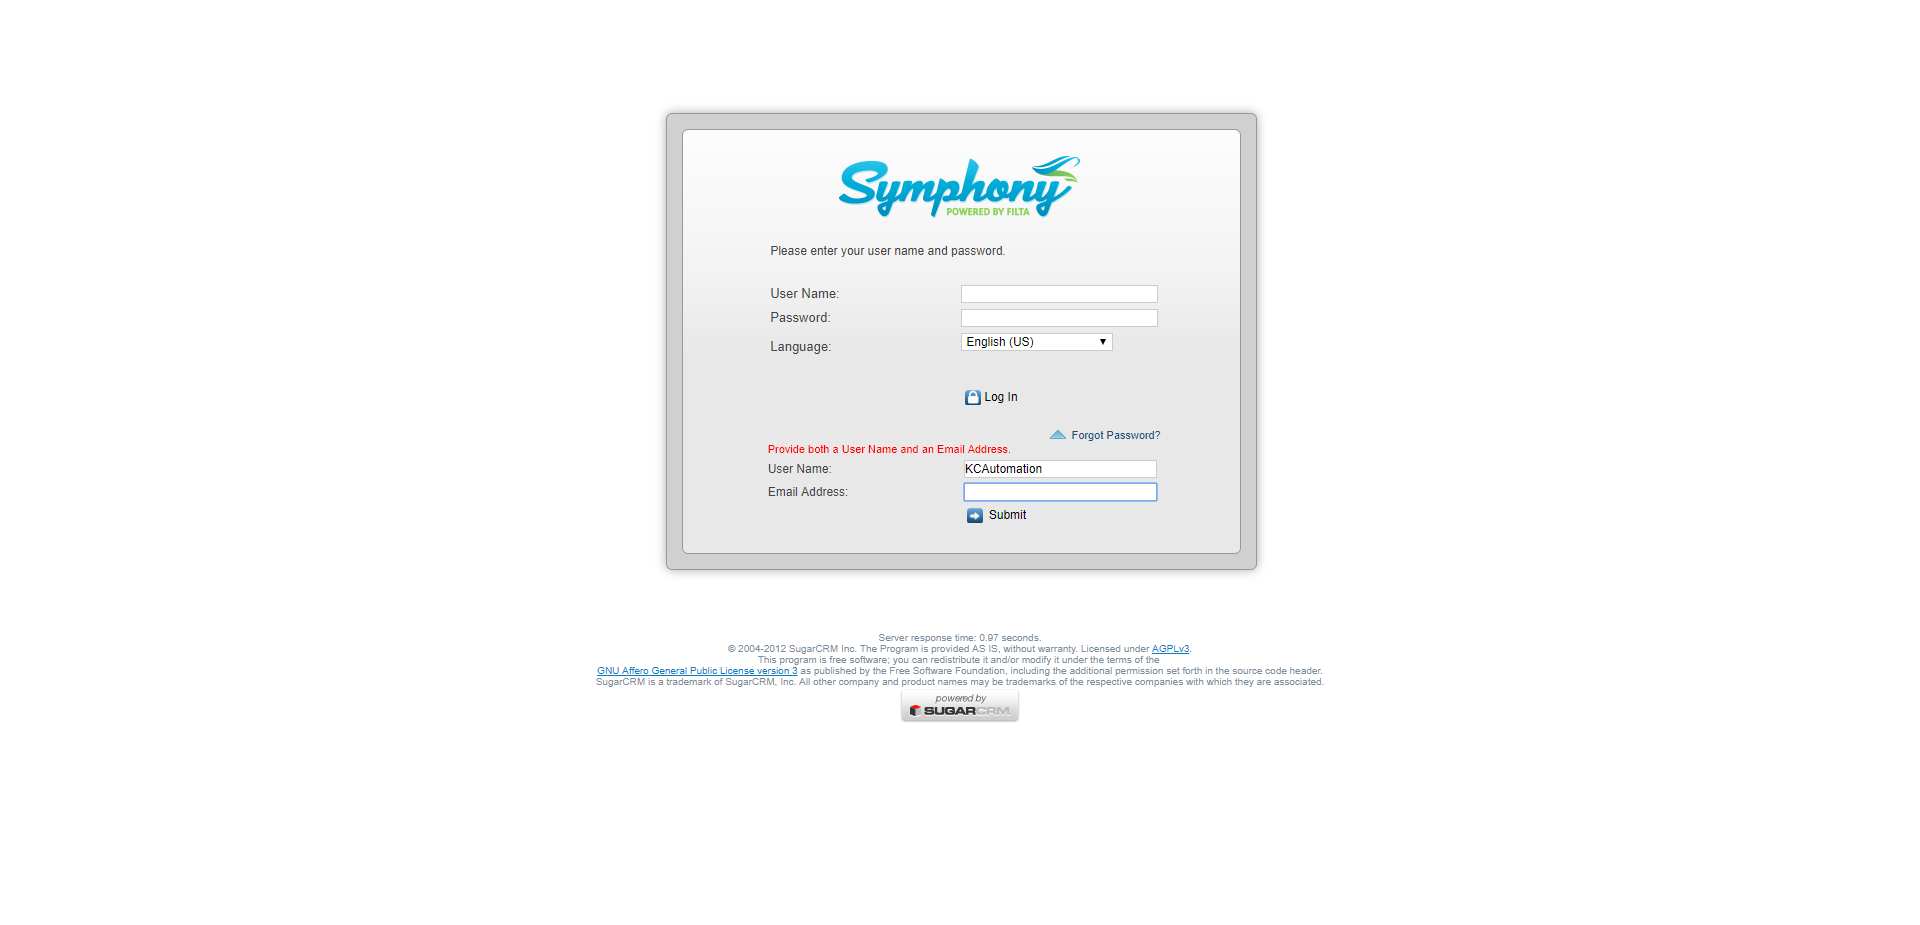 Symphony
POWERED BY FILTA
Please enter your user name and password.
User Name:
Password:
Language: English (US)
Log In
Forgot Password?
Provide both a User Name and an Email Address.
User Name: KCAutomation
Email Address:
Submit
Server response time: 0.97 seconds.
© 2004-2012 SugarCRM Inc. The Program is provided AS IS, without warranty. Licensed under AGPLv3.
This program is free software; you can redistribute it and/or modify it under the terms of the
GNU Affero General Public License version 3 as published by the Free Software Foundation, including the additional permission set forth in the source code header.
SugarCRM is a trademark of SugarCRM, Inc. All other company and product names may be trademarks of the respective companies with which they are associated.
powered by
SUGARCRM